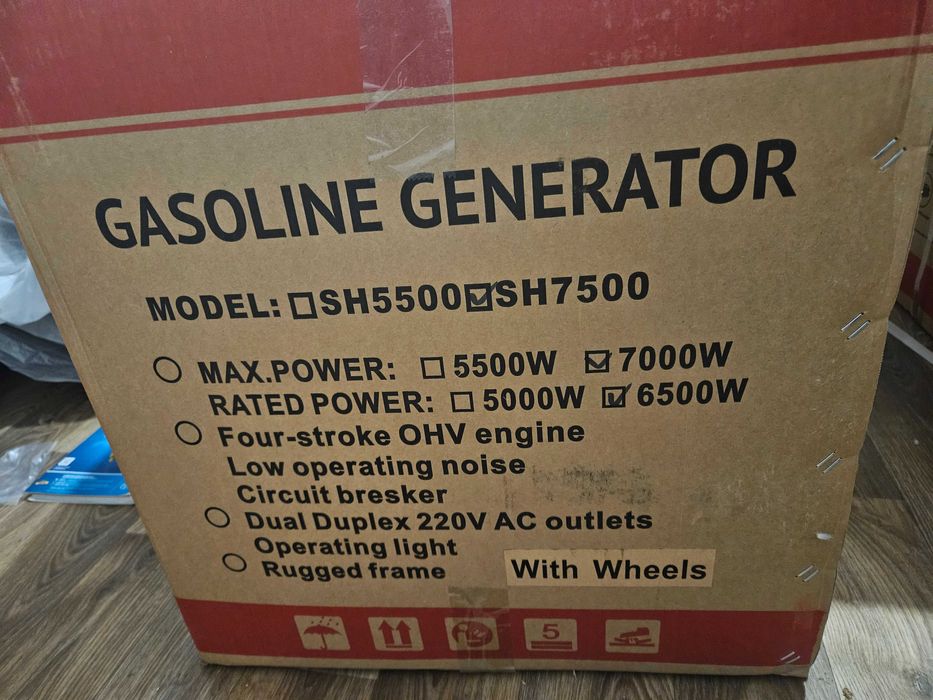 GASOLINE GENERATOR
MODEL: ☐SH5500☑SH7500
MAX.POWER: ☐ 5500W ☑ 7000W
RATED POWER: ☐ 5000W ☑ 6500W
Four-stroke OHV engine
Low operating noise
Circuit bresker
Dual Duplex 220V AC outlets
Operating light
Rugged frame
With Wheels
5